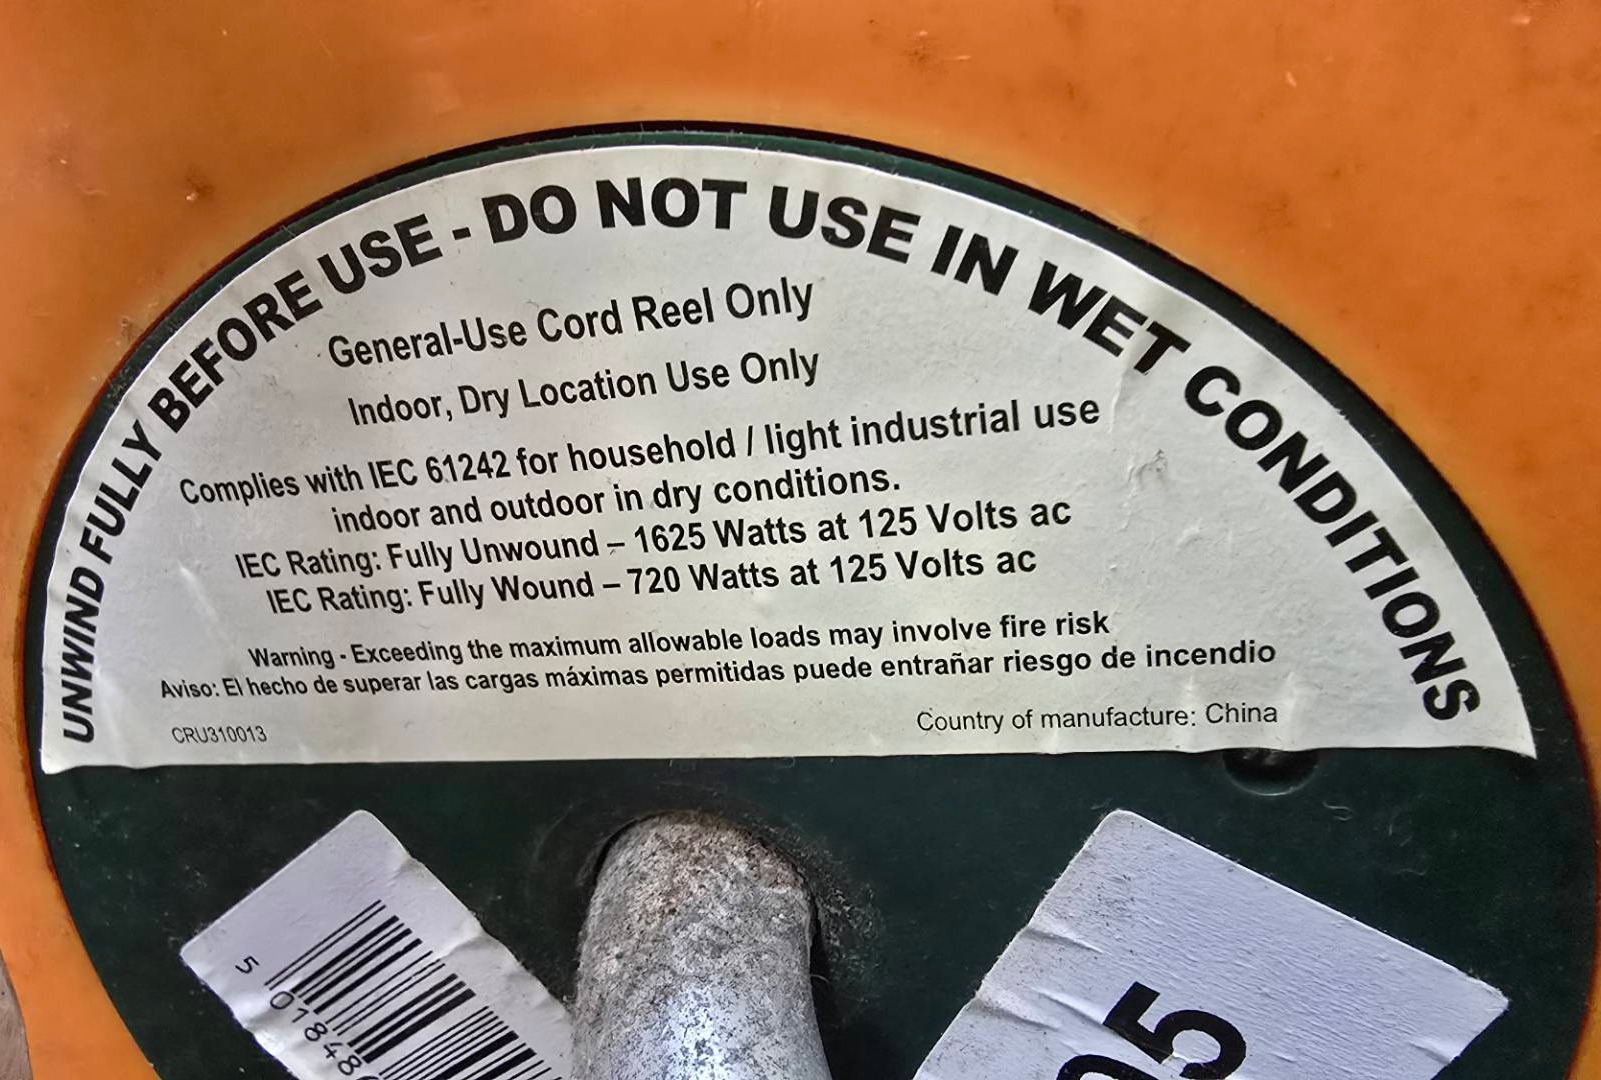 UNWIND FULLY BEFORE USE - DO NOT USE IN WET CONDITIONS
General-Use Cord Reel Only
Indoor, Dry Location Use Only
Complies with IEC 61242 for household / light industrial use
indoor and outdoor in dry conditions.
IEC Rating: Fully Unwound – 1625 Watts at 125 Volts ac
IEC Rating: Fully Wound – 720 Watts at 125 Volts ac
Warning - Exceeding the maximum allowable loads may involve fire risk
Aviso: El hecho de superar las cargas máximas permitidas puede entrañar riesgo de incendio
CRU310013
Country of manufacture: China
5 01848